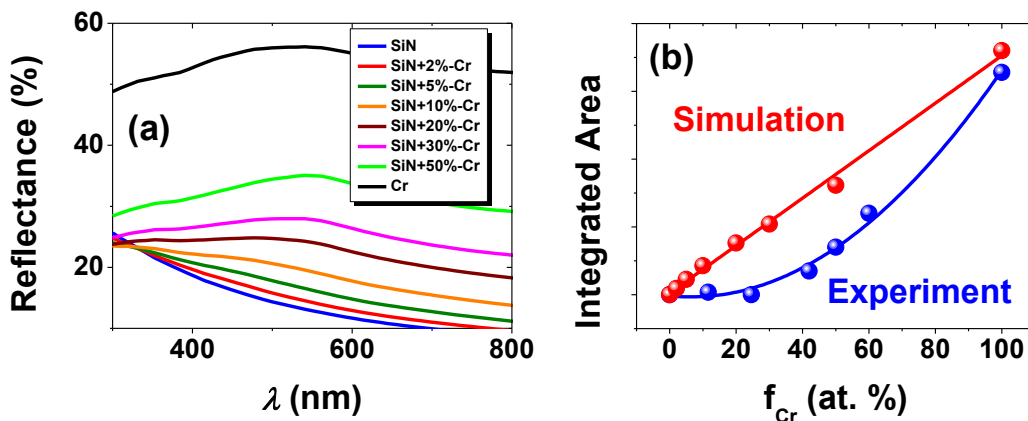 60
40
20
400
600
800
Reflectance (%)
λ (nm)
(a)
SiN
SiN+2%-Cr
SiN+5%-Cr
SiN+10%-Cr
SiN+20%-Cr
SiN+30%-Cr
SiN+50%-Cr
Cr
(b)
Simulation
Experiment
Integrated Area
0
20
40
60
80
100
f_Cr (at. %)